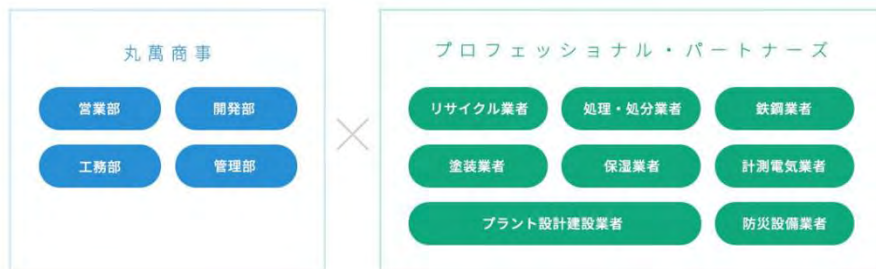 丸萬商事
営業部
開発部
工務部
管理部
×
プロフェッショナル・パートナーズ
リサイクル業者
処理・処分業者
鉄鋼業者
塗装業者
保湿業者
計測電気業者
プラント設計建設業者
防災設備業者